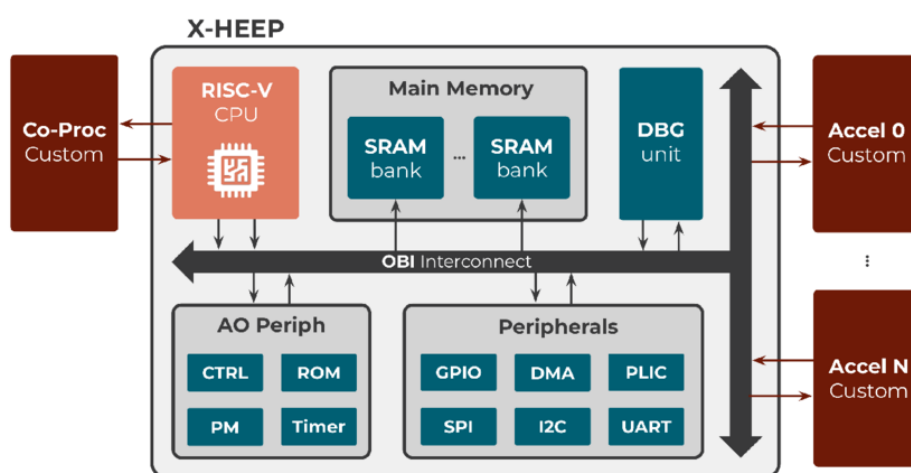 X-HEEP
Co-Proc
Custom
RISC-V
CPU
Main Memory
SRAM
bank
...
SRAM
bank
DBG
unit
Accel 0
Custom
OBI Interconnect
...
AO Periph
CTRL
ROM
PM
Timer
Peripherals
GPIO
DMA
PLIC
SPI
I2C
UART
Accel N
Custom